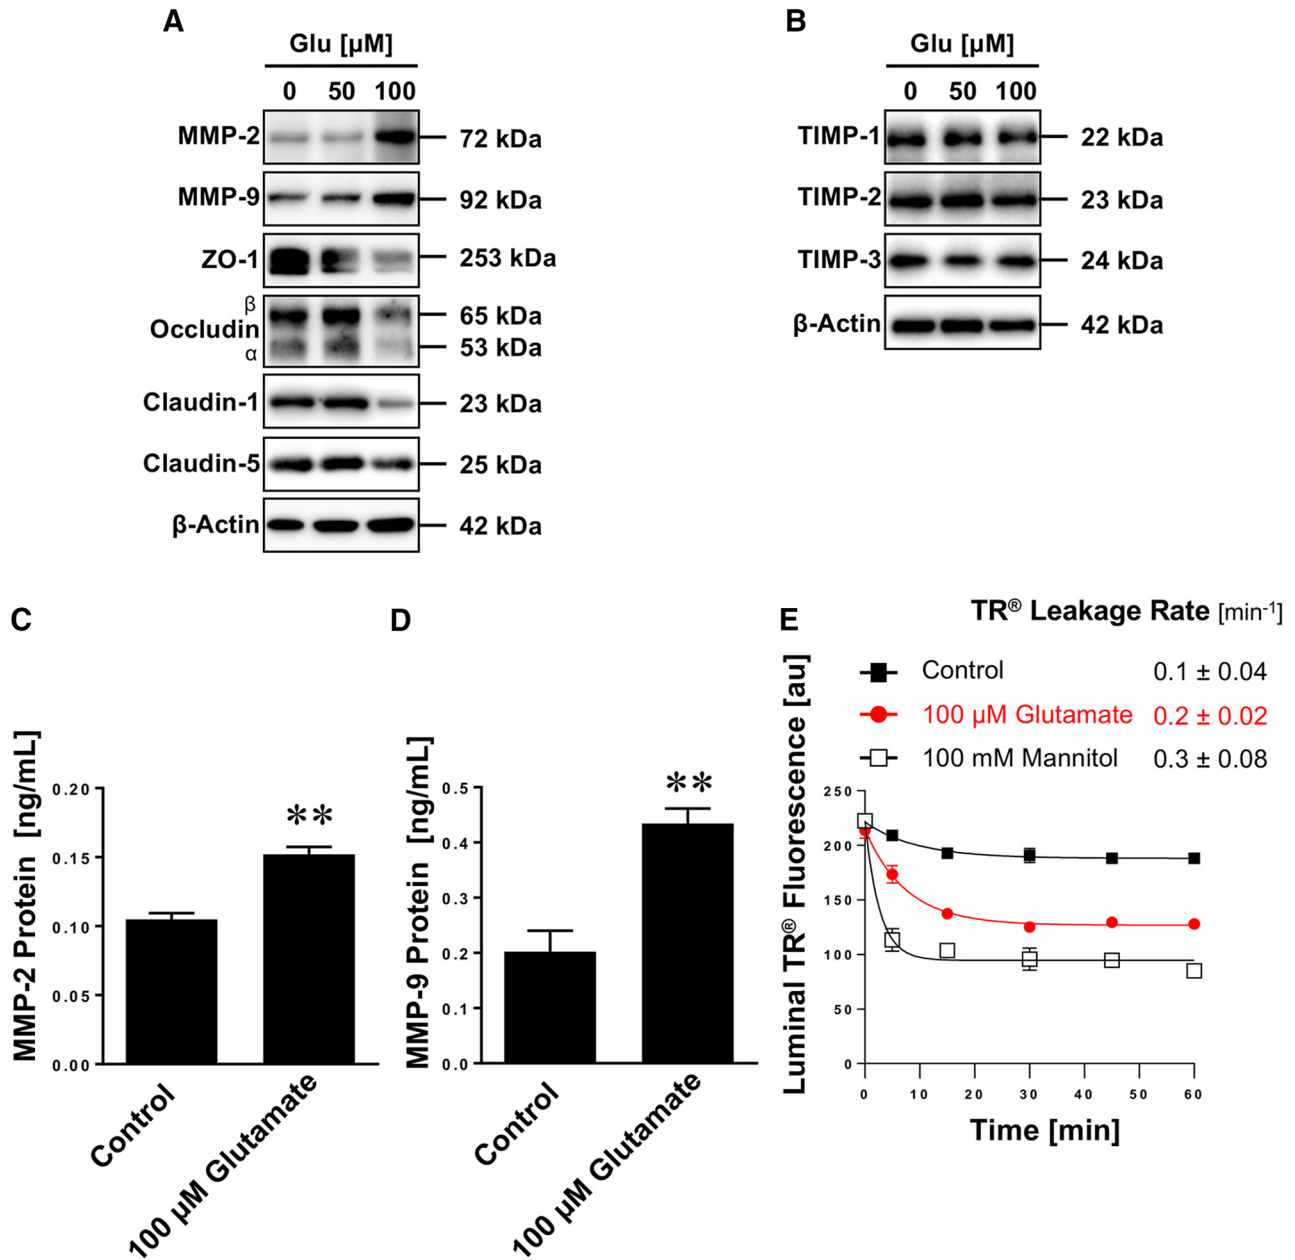 A
Glu [µM]
0 50 100
MMP-2 72 kDa
MMP-9 92 kDa
ZO-1 253 kDa
β
Occludin
α
65 kDa
53 kDa
Claudin-1 23 kDa
Claudin-5 25 kDa
β-Actin 42 kDa
B
Glu [µM]
0 50 100
TIMP-1 22 kDa
TIMP-2 23 kDa
TIMP-3 24 kDa
β-Actin 42 kDa
C
MMP-2 Protein [ng/mL]
0.20
0.15
0.10
0.05
0.00
**
Control
100 µM Glutamate
D
MMP-9 Protein [ng/mL]
0.5
0.4
0.3
0.2
0.1
0.0
**
Control
100 µM Glutamate
E
TR® Leakage Rate [min-1]
Control 0.1 ± 0.04
100 µM Glutamate 0.2 ± 0.02
100 mM Mannitol 0.3 ± 0.08
Luminal TR® Fluorescence [au]
250
200
150
100
50
0
0 10 20 30 40 50 60
Time [min]